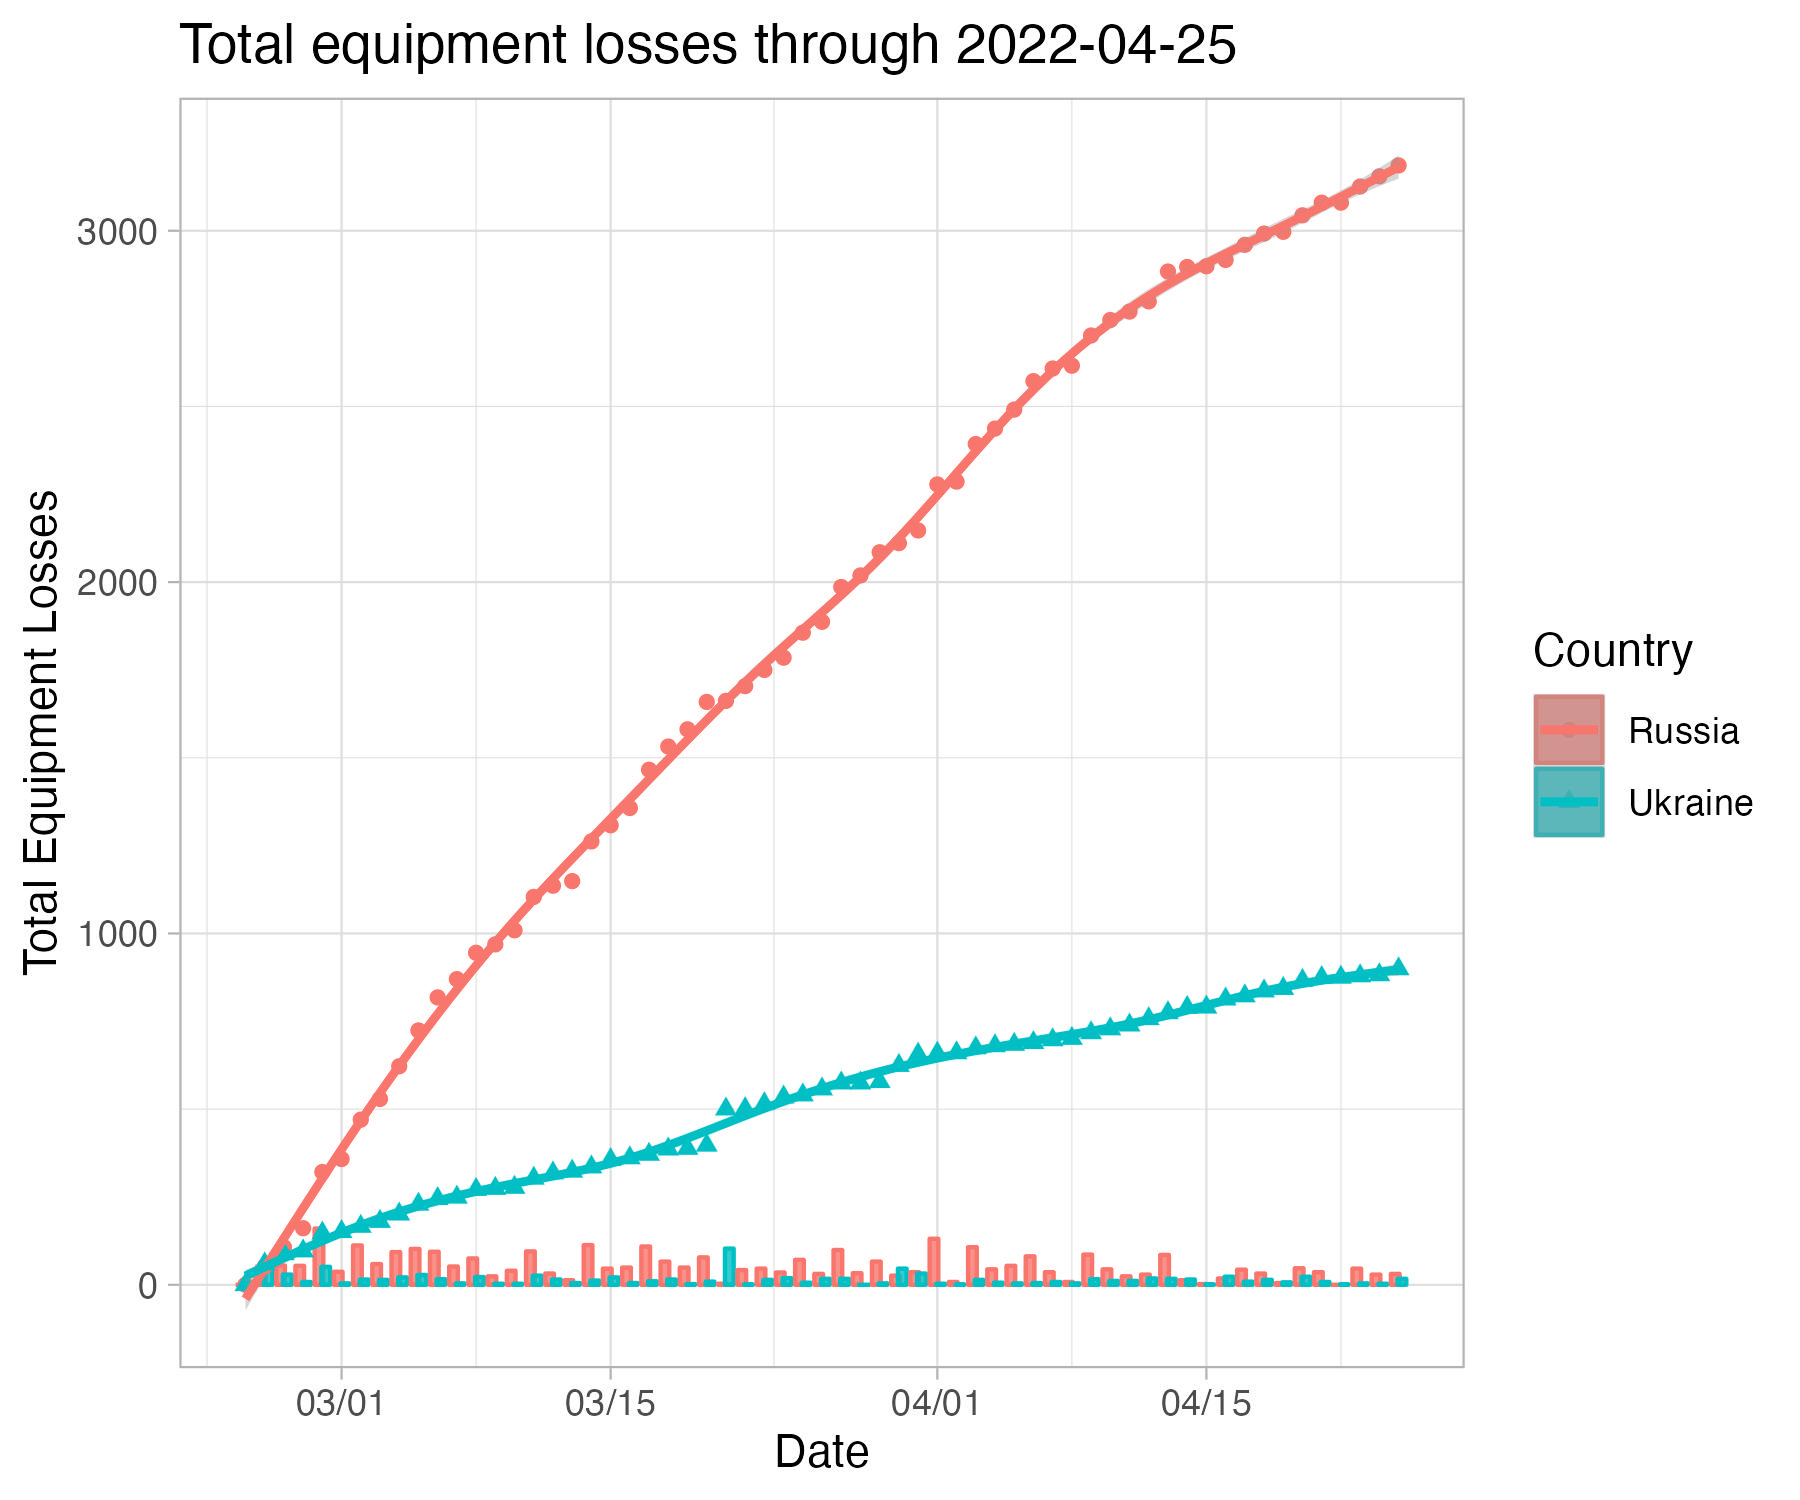 Total equipment losses through 2022-04-25
Total Equipment Losses
3000
2000
1000
0
03/01
03/15
04/01
04/15
Date
Country
Russia
Ukraine